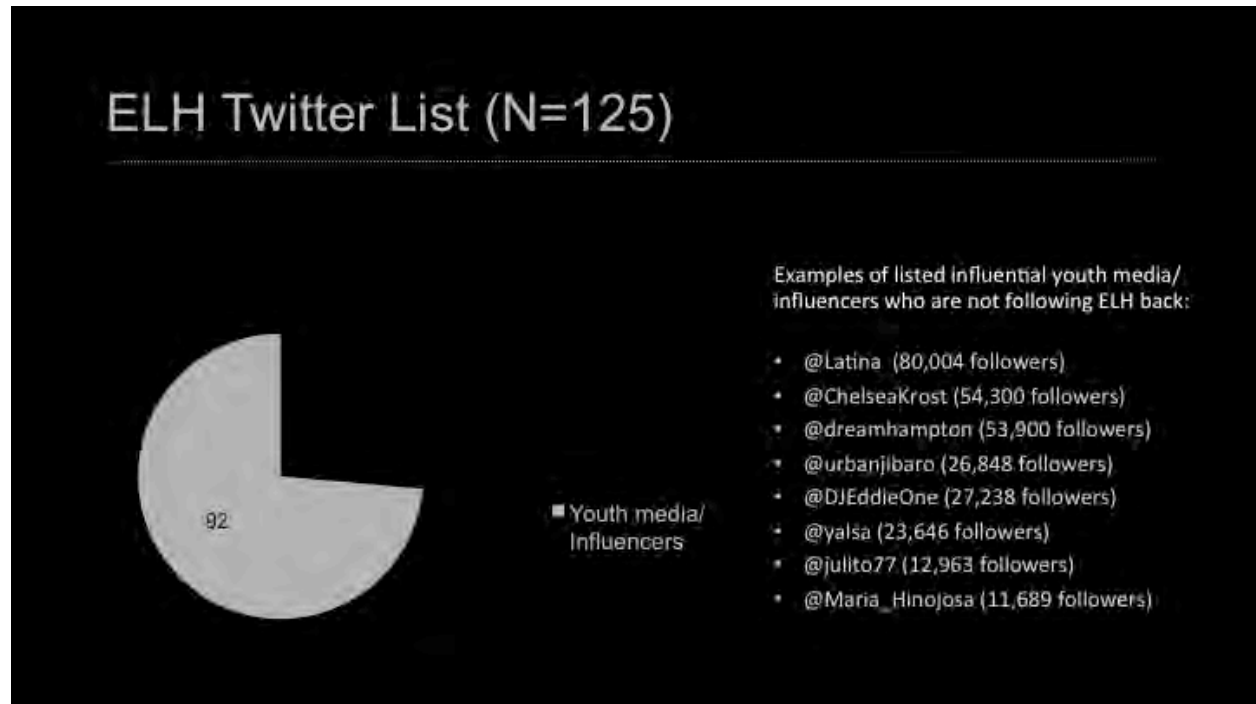 ELH Twitter List (N=125)
Examples of listed influential youth media/
influencers who are not following ELH back:
• @Latina (80,004 followers)
• @ChelseaKrost (54,300 followers)
• @dreamhampton (53,900 followers)
• @urbanjibaro (26,848 followers)
• @DJEddieOne (27,238 followers)
• @yalsa (23,646 followers)
• @julito77 (12,963 followers)
• @Maria_Hinojosa (11,689 followers)
92
Youth media/
Influencers